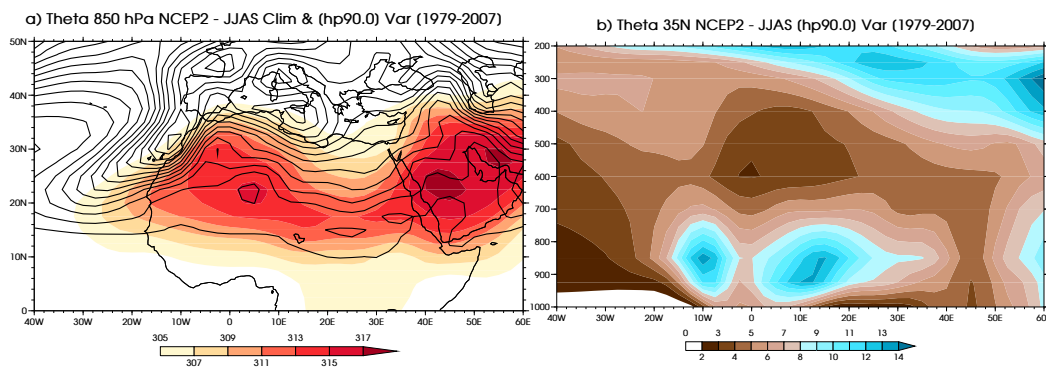 a) Theta 850 hPa NCEP2 - JJAS Clim & (hp90.0) Var (1979-2007)
50N
40N
30N
20N
10N
0
40W 30W 20W 10W 0 10E 20E 30E 40E 50E 60E
305 309 313 317
307 311 315
b) Theta 35N NCEP2 - JJAS (hp90.0) Var (1979-2007)
200
300
400
500
600
700
800
900
1000
40W 30W 20W 10W 0 10E 20E 30E 40E 50E 60E
0 3 5 7 9 11 13
2 4 6 8 10 12 14